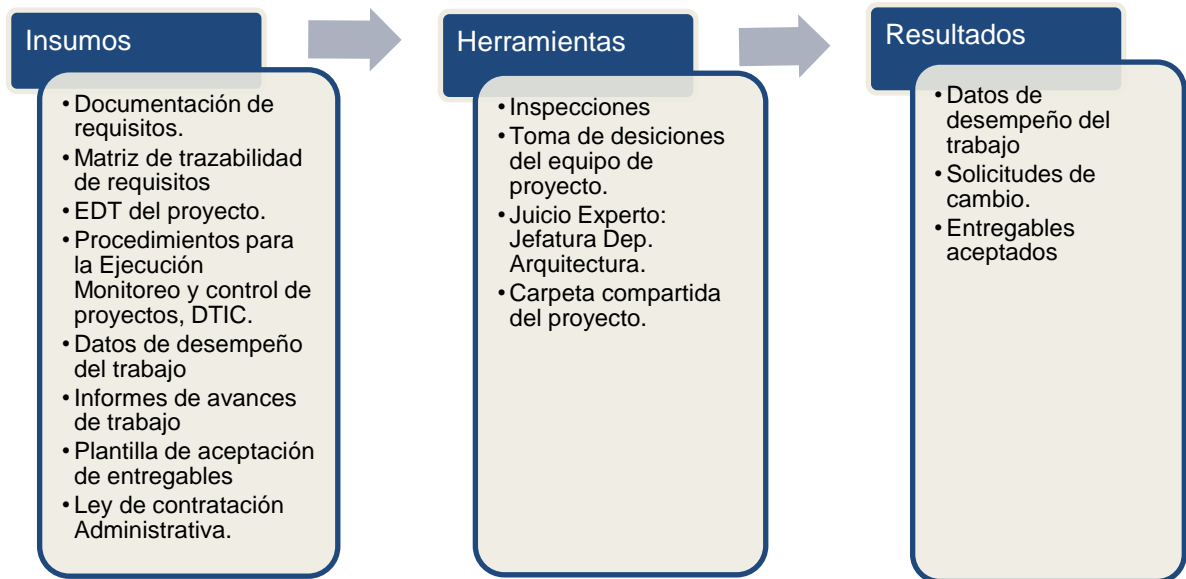 Insumos
• Documentación de
requisitos.
• Matriz de trazabilidad
de requisitos
• EDT del proyecto.
• Procedimientos para
la Ejecución
Monitoreo y control de
proyectos, DTIC.
• Datos de desempeño
del trabajo
• Informes de avances
de trabajo
• Plantilla de aceptación
de entregables
• Ley de contratación
Administrativa.
Herramientas
• Inspecciones
• Toma de desiciones
del equipo de
proyecto.
• Juicio Experto:
Jefatura Dep.
Arquitectura.
• Carpeta compartida
del proyecto.
Resultados
• Datos de
desempeño del
trabajo
• Solicitudes de
cambio.
• Entregables
aceptados